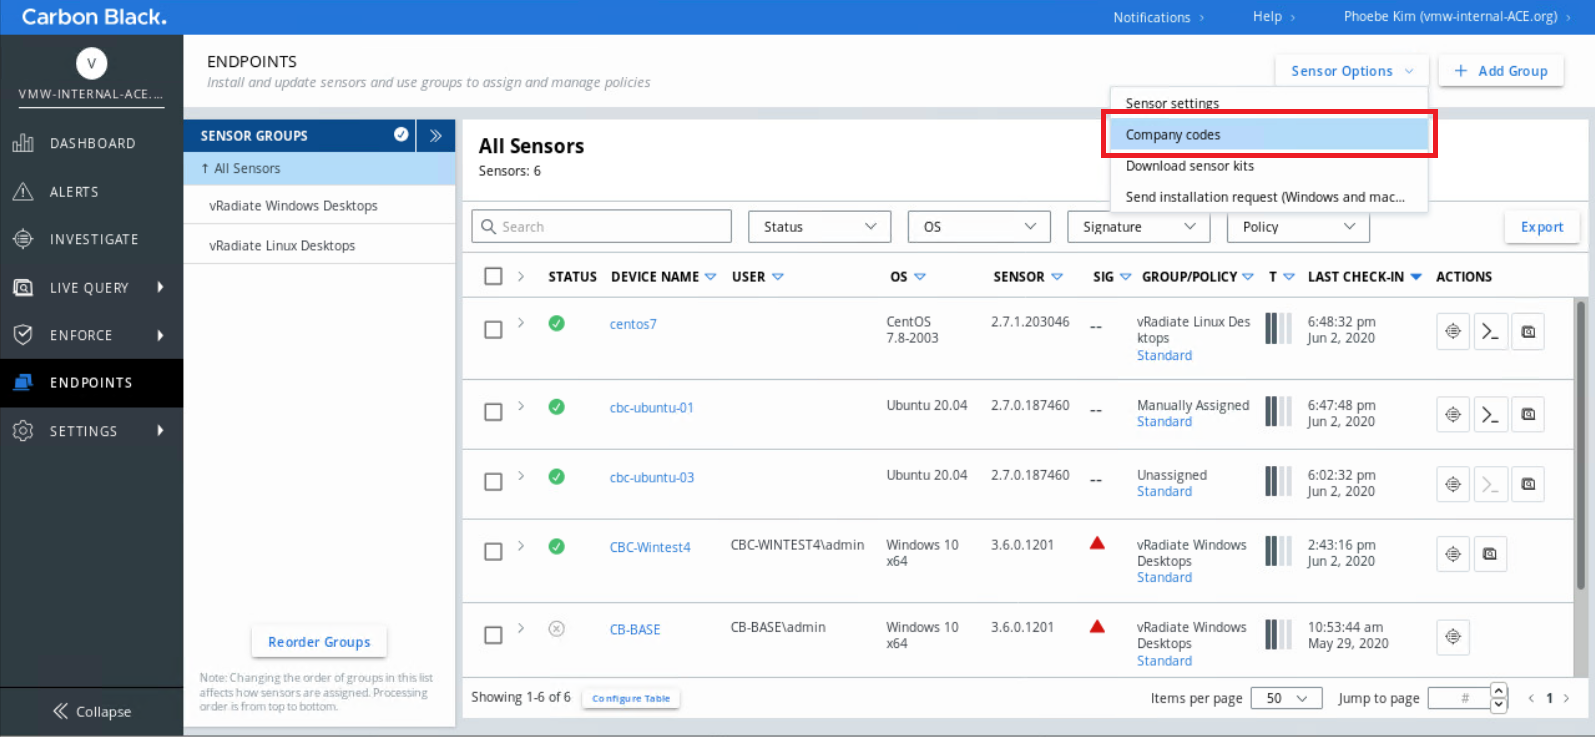 Carbon Black.
Notifications
Help
Phoebe Kim (vmw-internal-ACE.org)
V
VMW-INTERNAL-ACE....
DASHBOARD
ALERTS
INVESTIGATE
LIVE QUERY
ENFORCE
ENDPOINTS
SETTINGS
Collapse
ENDPOINTS
Install and update sensors and use groups to assign and manage policies
Sensor Options
+ Add Group
Sensor settings
Company codes
Download sensor kits
Send installation request (Windows and mac...
SENSOR GROUPS
↑ All Sensors
vRadiate Windows Desktops
vRadiate Linux Desktops
Reorder Groups
Note: Changing the order of groups in this list
affects how sensors are assigned. Processing
order is from top to bottom.
All Sensors
Sensors: 6
Search
Status
OS
Signature
Policy
Export
STATUS DEVICE NAME USER OS SENSOR SIG GROUP/POLICY T LAST CHECK-IN ACTIONS
centos7 CentOS 2.7.1.203046 -- vRadiate Linux Des 6:48:32 pm
7.8-2003 ktops Jun 2, 2020
Standard
cbc-ubuntu-01 Ubuntu 20.04 2.7.0.187460 -- Manually Assigned 6:47:48 pm
Standard Jun 2, 2020
cbc-ubuntu-03 Ubuntu 20.04 2.7.0.187460 -- Unassigned 6:02:32 pm
Standard Jun 2, 2020
CBC-Wintest4 CBC-WINTEST4\admin Windows 10 3.6.0.1201 vRadiate Windows 2:43:16 pm
x64 Desktops Jun 2, 2020
Standard
CB-BASE CB-BASE\admin Windows 10 3.6.0.1201 vRadiate Windows 10:53:44 am
x64 Desktops May 29, 2020
Standard
Showing 1-6 of 6
Configure Table
Items per page 50
Jump to page #
< 1 >